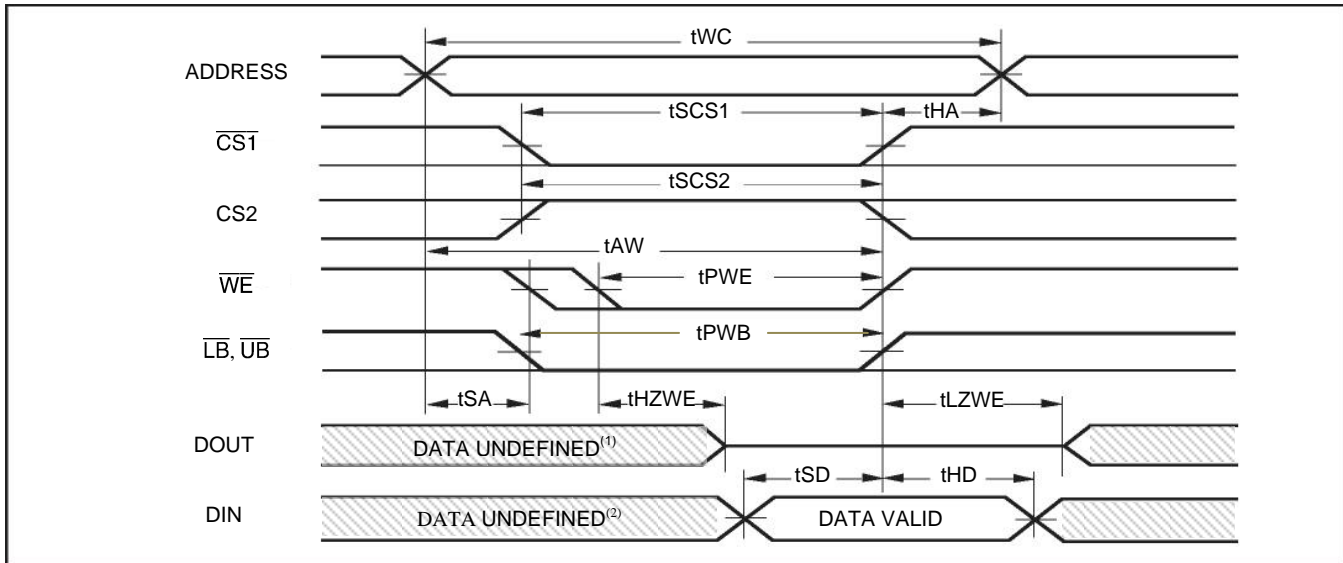 tWC
ADDRESS
tSCS1
tHA
CS1
tSCS2
CS2
tAW
WE
tPWE
LB, UB
tPWB
tSA
tHZWE
tLZWE
DOUT
DATA UNDEFINED(1)
tSD
tHD
DIN
DATA UNDEFINED(2)
DATA VALID